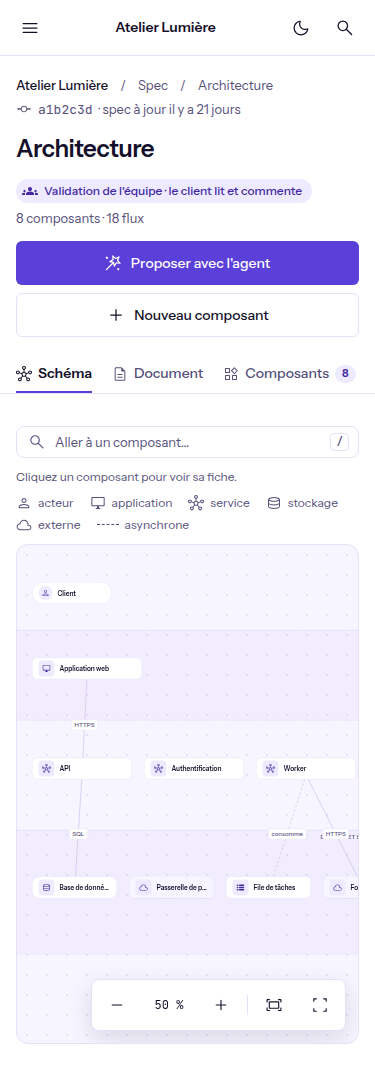 Atelier Lumière
Atelier Lumière / Spec / Architecture
a1b2c3d · spec à jour il y a 21 jours
Architecture
Validation de l'équipe · le client lit et commente
8 composants · 18 flux
Proposer avec l'agent
Nouveau composant
Schéma Document Composants 8
Aller à un composant... /
Cliquez un composant pour voir sa fiche.
acteur application service stockage
externe asynchrone
Client
Application web
HTTPS
API Authentification Worker
SQL consomme HTTPS
Base de donné... Passerelle de p... File de tâches Fo
50 %